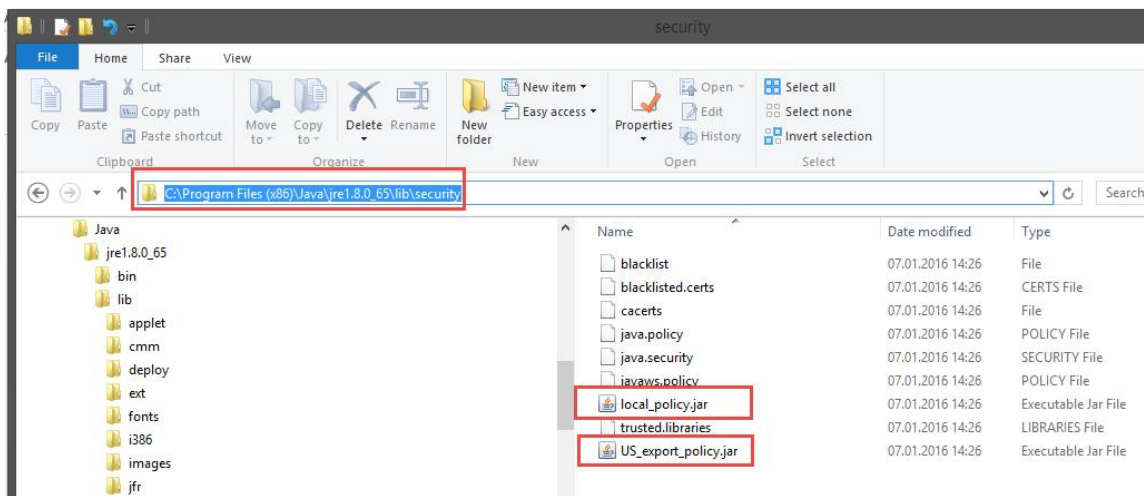 security
File Home Share View
Copy
Paste
Cut
Copy path
Paste shortcut
Clipboard
Move to
Copy to
Delete
Rename
Organize
New folder
New item
Easy access
New
Properties
Open
Edit
History
Open
Select all
Select none
Invert selection
Select
C:\Program Files (x86)\Java\jre1.8.0_65\lib\security
Search
Java
jre1.8.0_65
bin
lib
applet
cmm
deploy
ext
fonts
i386
images
jfr
Name Date modified Type
blacklist 07.01.2016 14:26 File
blacklisted.certs 07.01.2016 14:26 CERTS File
cacerts 07.01.2016 14:26 File
java.policy 07.01.2016 14:26 POLICY File
java.security 07.01.2016 14:26 SECURITY File
javaws.policy 07.01.2016 14:26 POLICY File
local_policy.jar 07.01.2016 14:26 Executable Jar File
trusted.libraries 07.01.2016 14:26 LIBRARIES File
US_export_policy.jar 07.01.2016 14:26 Executable Jar File